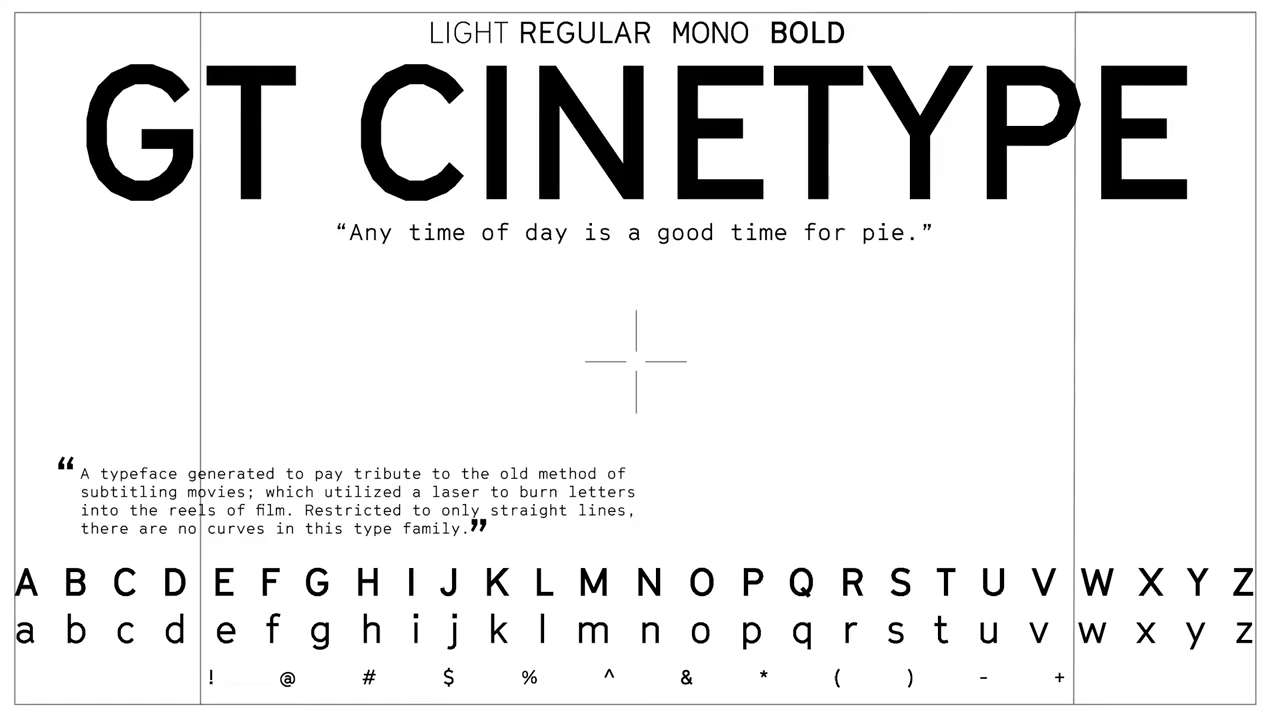 LIGHT REGULAR MONO BOLD
GT CINETYPE
“Any time of day is a good time for pie.”
“A typeface generated to pay tribute to the old method of
subtitling movies; which utilized a laser to burn letters
into the reels of film. Restricted to only straight lines,
there are no curves in this type family.”
A B C D E F G H I J K L M N O P Q R S T U V W X Y Z
a b c d e f g h i j k l m n o p q r s t u v w x y z
! @ # $ % ^ & * ( ) - +